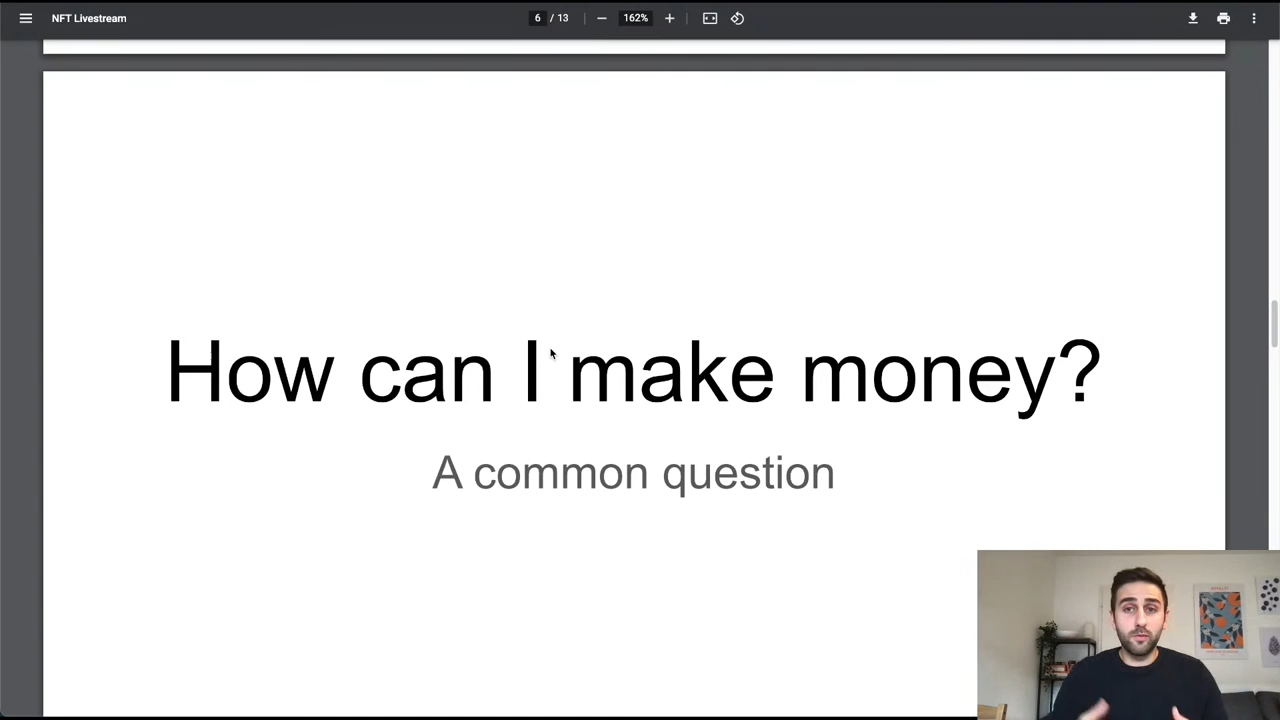 NFT Livestream
6 / 13
162%
How can I make money?
A common question